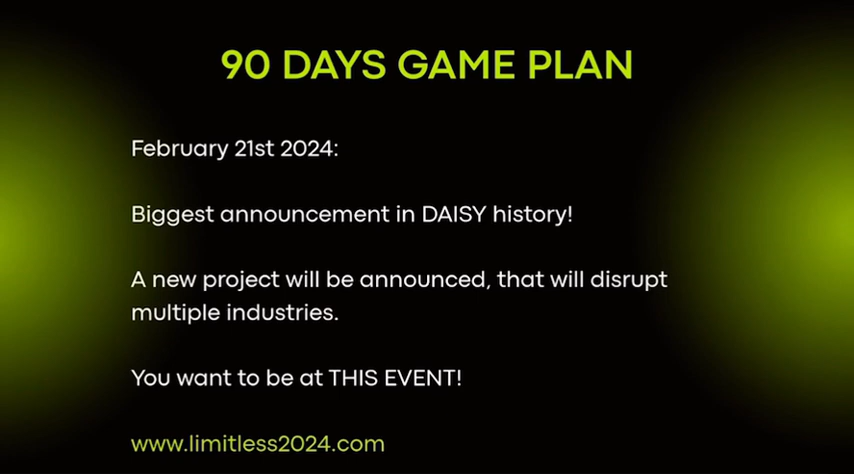 90 DAYS GAME PLAN
February 21st 2024:
Biggest announcement in DAISY history!
A new project will be announced, that will disrupt
multiple industries.
You want to be at THIS EVENT!
www.limitless2024.com